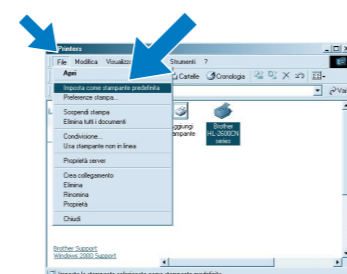 Printers
File Modifica Visualizza Strumenti ?
Cartelle Cronologia
Vai
Apri
Imposta come stampante predefinita
Preferenze stampa...
Sospendi stampa
Elimina tutti i documenti
Condivisione...
Usa stampante non in linea
Proprietà server
Crea collegamento
Elimina
Rinomina
Proprietà
Chiudi
Brother
HL-2600CN
series
Brother Support
Windows 2000 Support
Imposta la stampante selezionata come stampante predefinita.